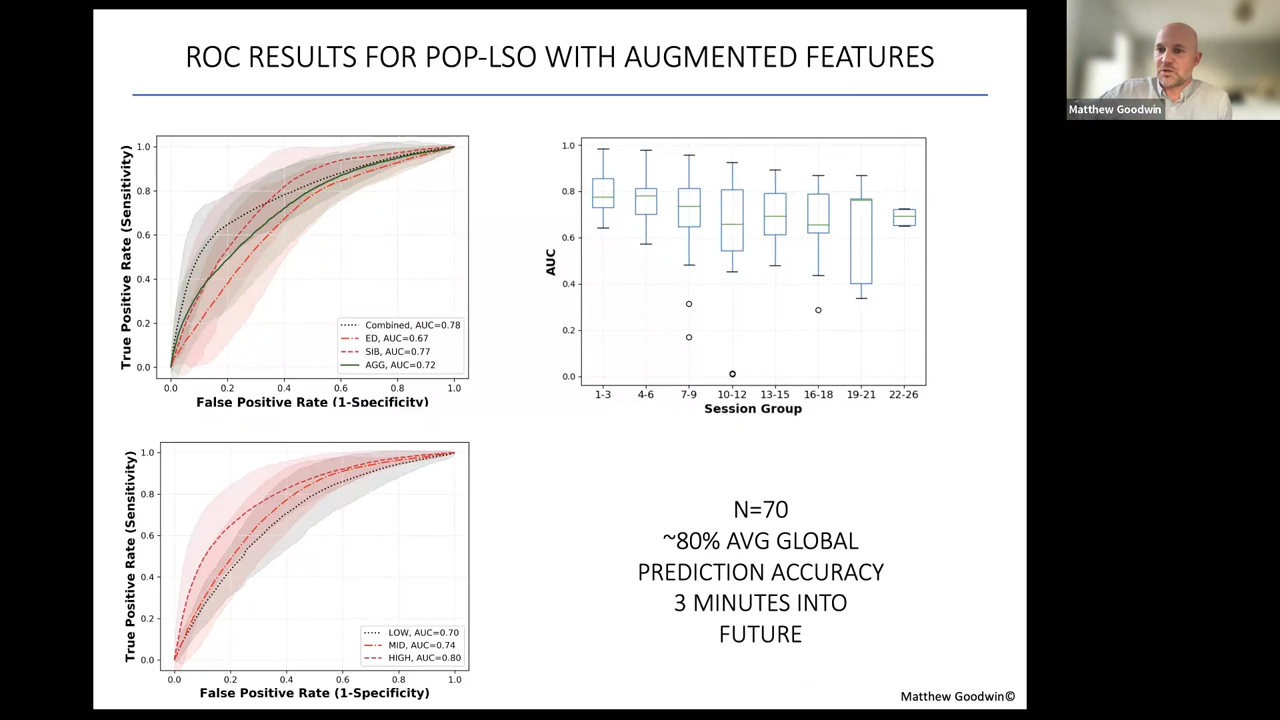 ROC RESULTS FOR POP-LSO WITH AUGMENTED FEATURES
Matthew Goodwin
True Positive Rate (Sensitivity)
1.0
0.8
0.6
0.4
0.2
0.0
Combined, AUC=0.78
ED, AUC=0.67
SIB, AUC=0.77
AGG, AUC=0.72
0.0 0.2 0.4 0.6 0.8 1.0
False Positive Rate (1-Specificity)
AUC
1.0
0.8
0.6
0.4
0.2
0.0
1-3 4-6 7-9 10-12 13-15 16-18 19-21 22-26
Session Group
True Positive Rate (Sensitivity)
1.0
0.8
0.6
0.4
0.2
0.0
LOW, AUC=0.70
MID, AUC=0.74
HIGH, AUC=0.80
0.0 0.2 0.4 0.6 0.8 1.0
False Positive Rate (1-Specificity)
N=70
~80% AVG GLOBAL
PREDICTION ACCURACY
3 MINUTES INTO
FUTURE
Matthew Goodwin©